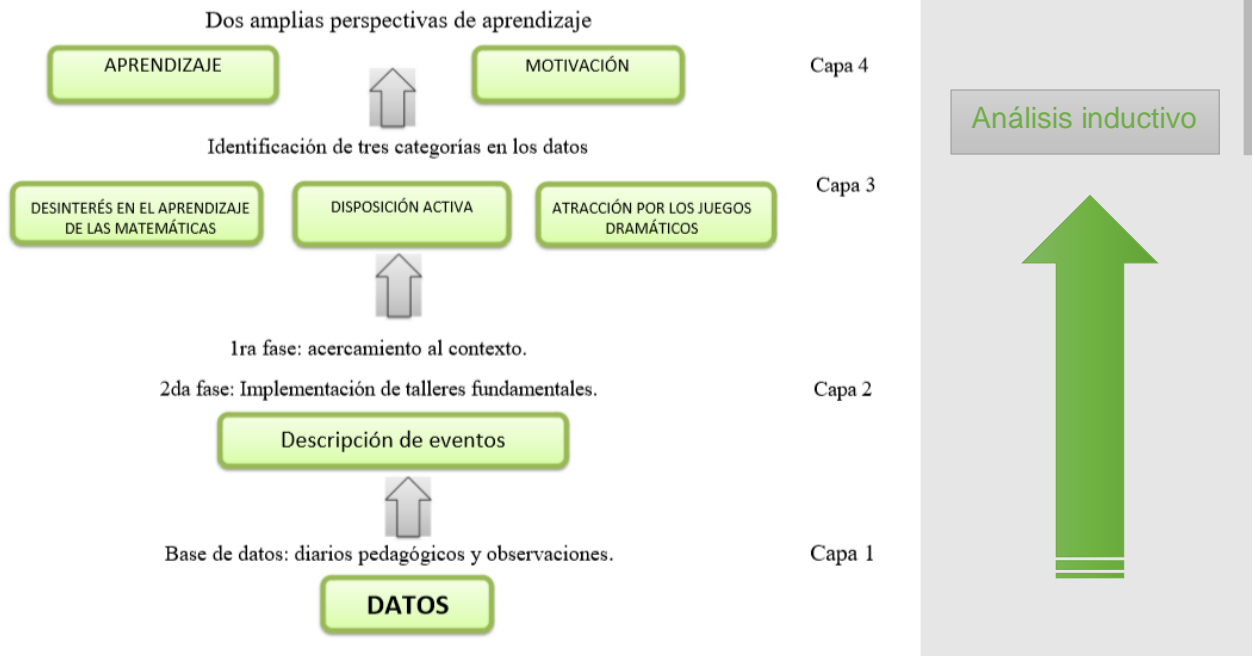 Dos amplias perspectivas de aprendizaje
APRENDIZAJE
MOTIVACIÓN
Capa 4
Análisis inductivo
Identificación de tres categorías en los datos
Capa 3
DESINTERÉS EN EL APRENDIZAJE
DE LAS MATEMÁTICAS
DISPOSICIÓN ACTIVA
ATRACCIÓN POR LOS JUEGOS
DRAMÁTICOS
1ra fase: acercamiento al contexto.
2da fase: Implementación de talleres fundamentales.
Capa 2
Descripción de eventos
Base de datos: diarios pedagógicos y observaciones.
Capa 1
DATOS